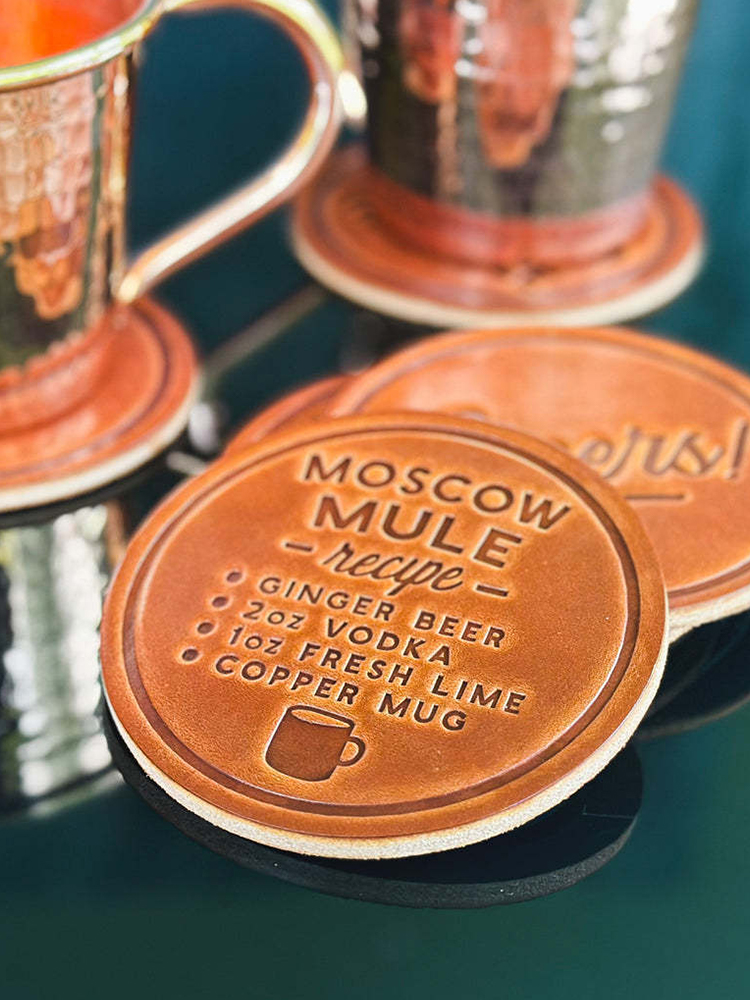 MOSCOW
MULE
– recipe –
• GINGER BEER
• 2oz VODKA
• 1oz FRESH LIME
• COPPER MUG